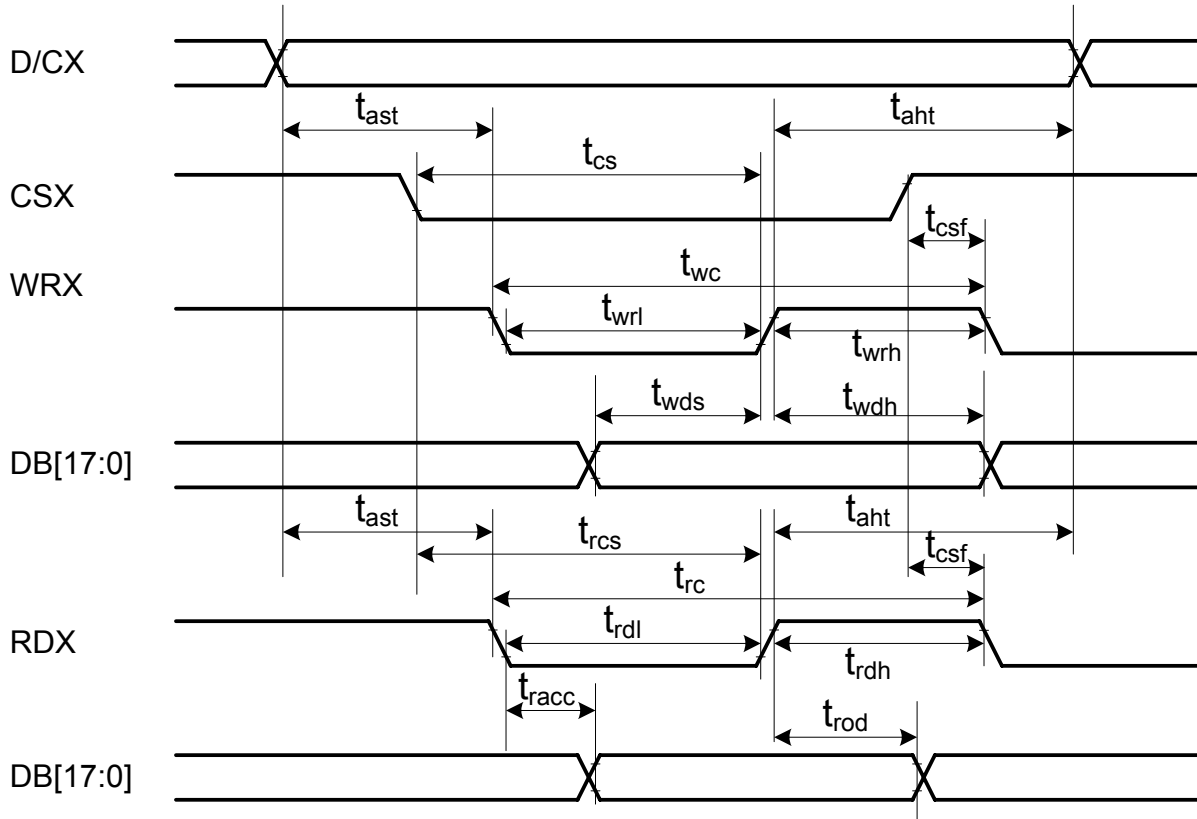 D/CX
t_ast
t_aht
t_cs
CSX
t_csf
WRX
t_wc
t_wrl
t_wrh
t_wds
t_wdh
DB[17:0]
t_ast
t_aht
t_rcs
t_csf
t_rc
RDX
t_rdl
t_rdh
t_racc
t_rod
DB[17:0]